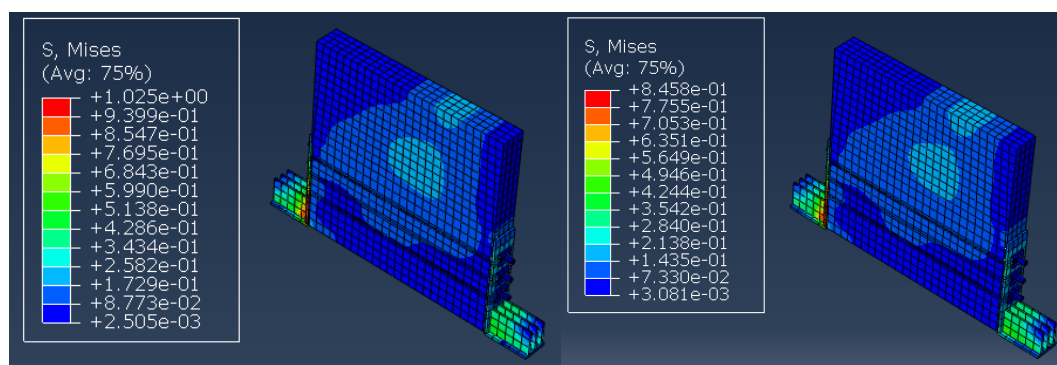 S, Mises
(Avg: 75%)
+1.025e+00
+9.399e-01
+8.547e-01
+7.695e-01
+6.843e-01
+5.990e-01
+5.138e-01
+4.286e-01
+3.434e-01
+2.582e-01
+1.729e-01
+8.773e-02
+2.505e-03
S, Mises
(Avg: 75%)
+8.458e-01
+7.755e-01
+7.053e-01
+6.351e-01
+5.649e-01
+4.946e-01
+4.244e-01
+3.542e-01
+2.840e-01
+2.138e-01
+1.435e-01
+7.330e-02
+3.081e-03